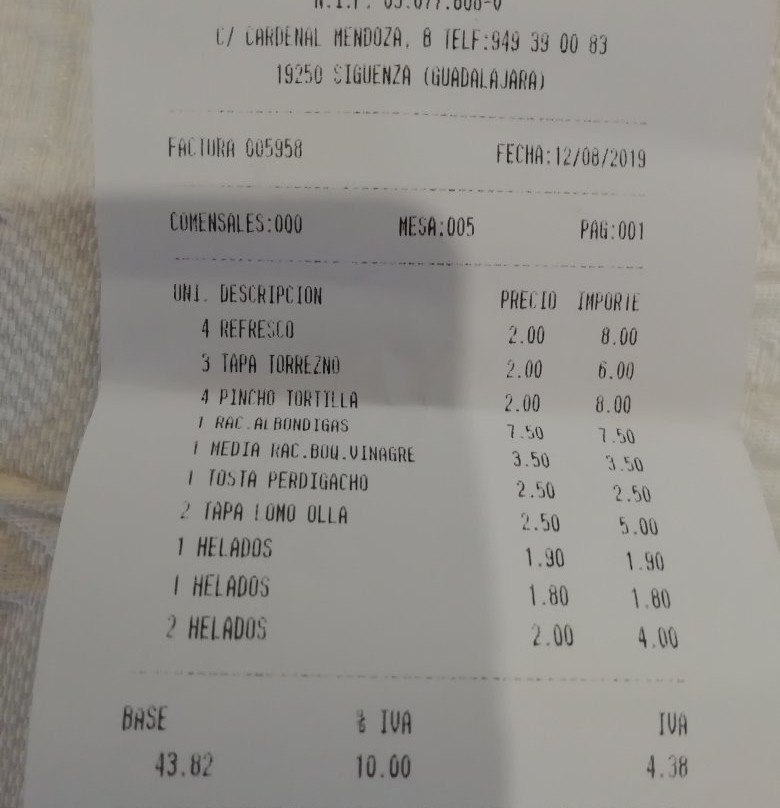 C/ CARDENAL MENDOZA, 8 TELF:949 39 00 83
19250 SIGUENZA (GUADALAJARA)
FACTURA 005958 FECHA:12/08/2019
COMENSALES:000 MESA:005 PAG:001
UNI. DESCRIPCION PRECIO IMPORTE
4 REFRESCO 2.00 8.00
3 TAPA TORREZNO 2.00 6.00
4 PINCHO TORTILLA 2.00 8.00
1 RAC.ALBONDIGAS 7.50 7.50
1 MEDIA RAC.BOQ.VINAGRE 3.50 3.50
1 TOSTA PERDIGACHO 2.50 2.50
2 TAPA LOMO OLLA 2.50 5.00
1 HELADOS 1.90 1.90
1 HELADOS 1.80 1.80
2 HELADOS 2.00 4.00
BASE % IVA IVA
43.82 10.00 4.38